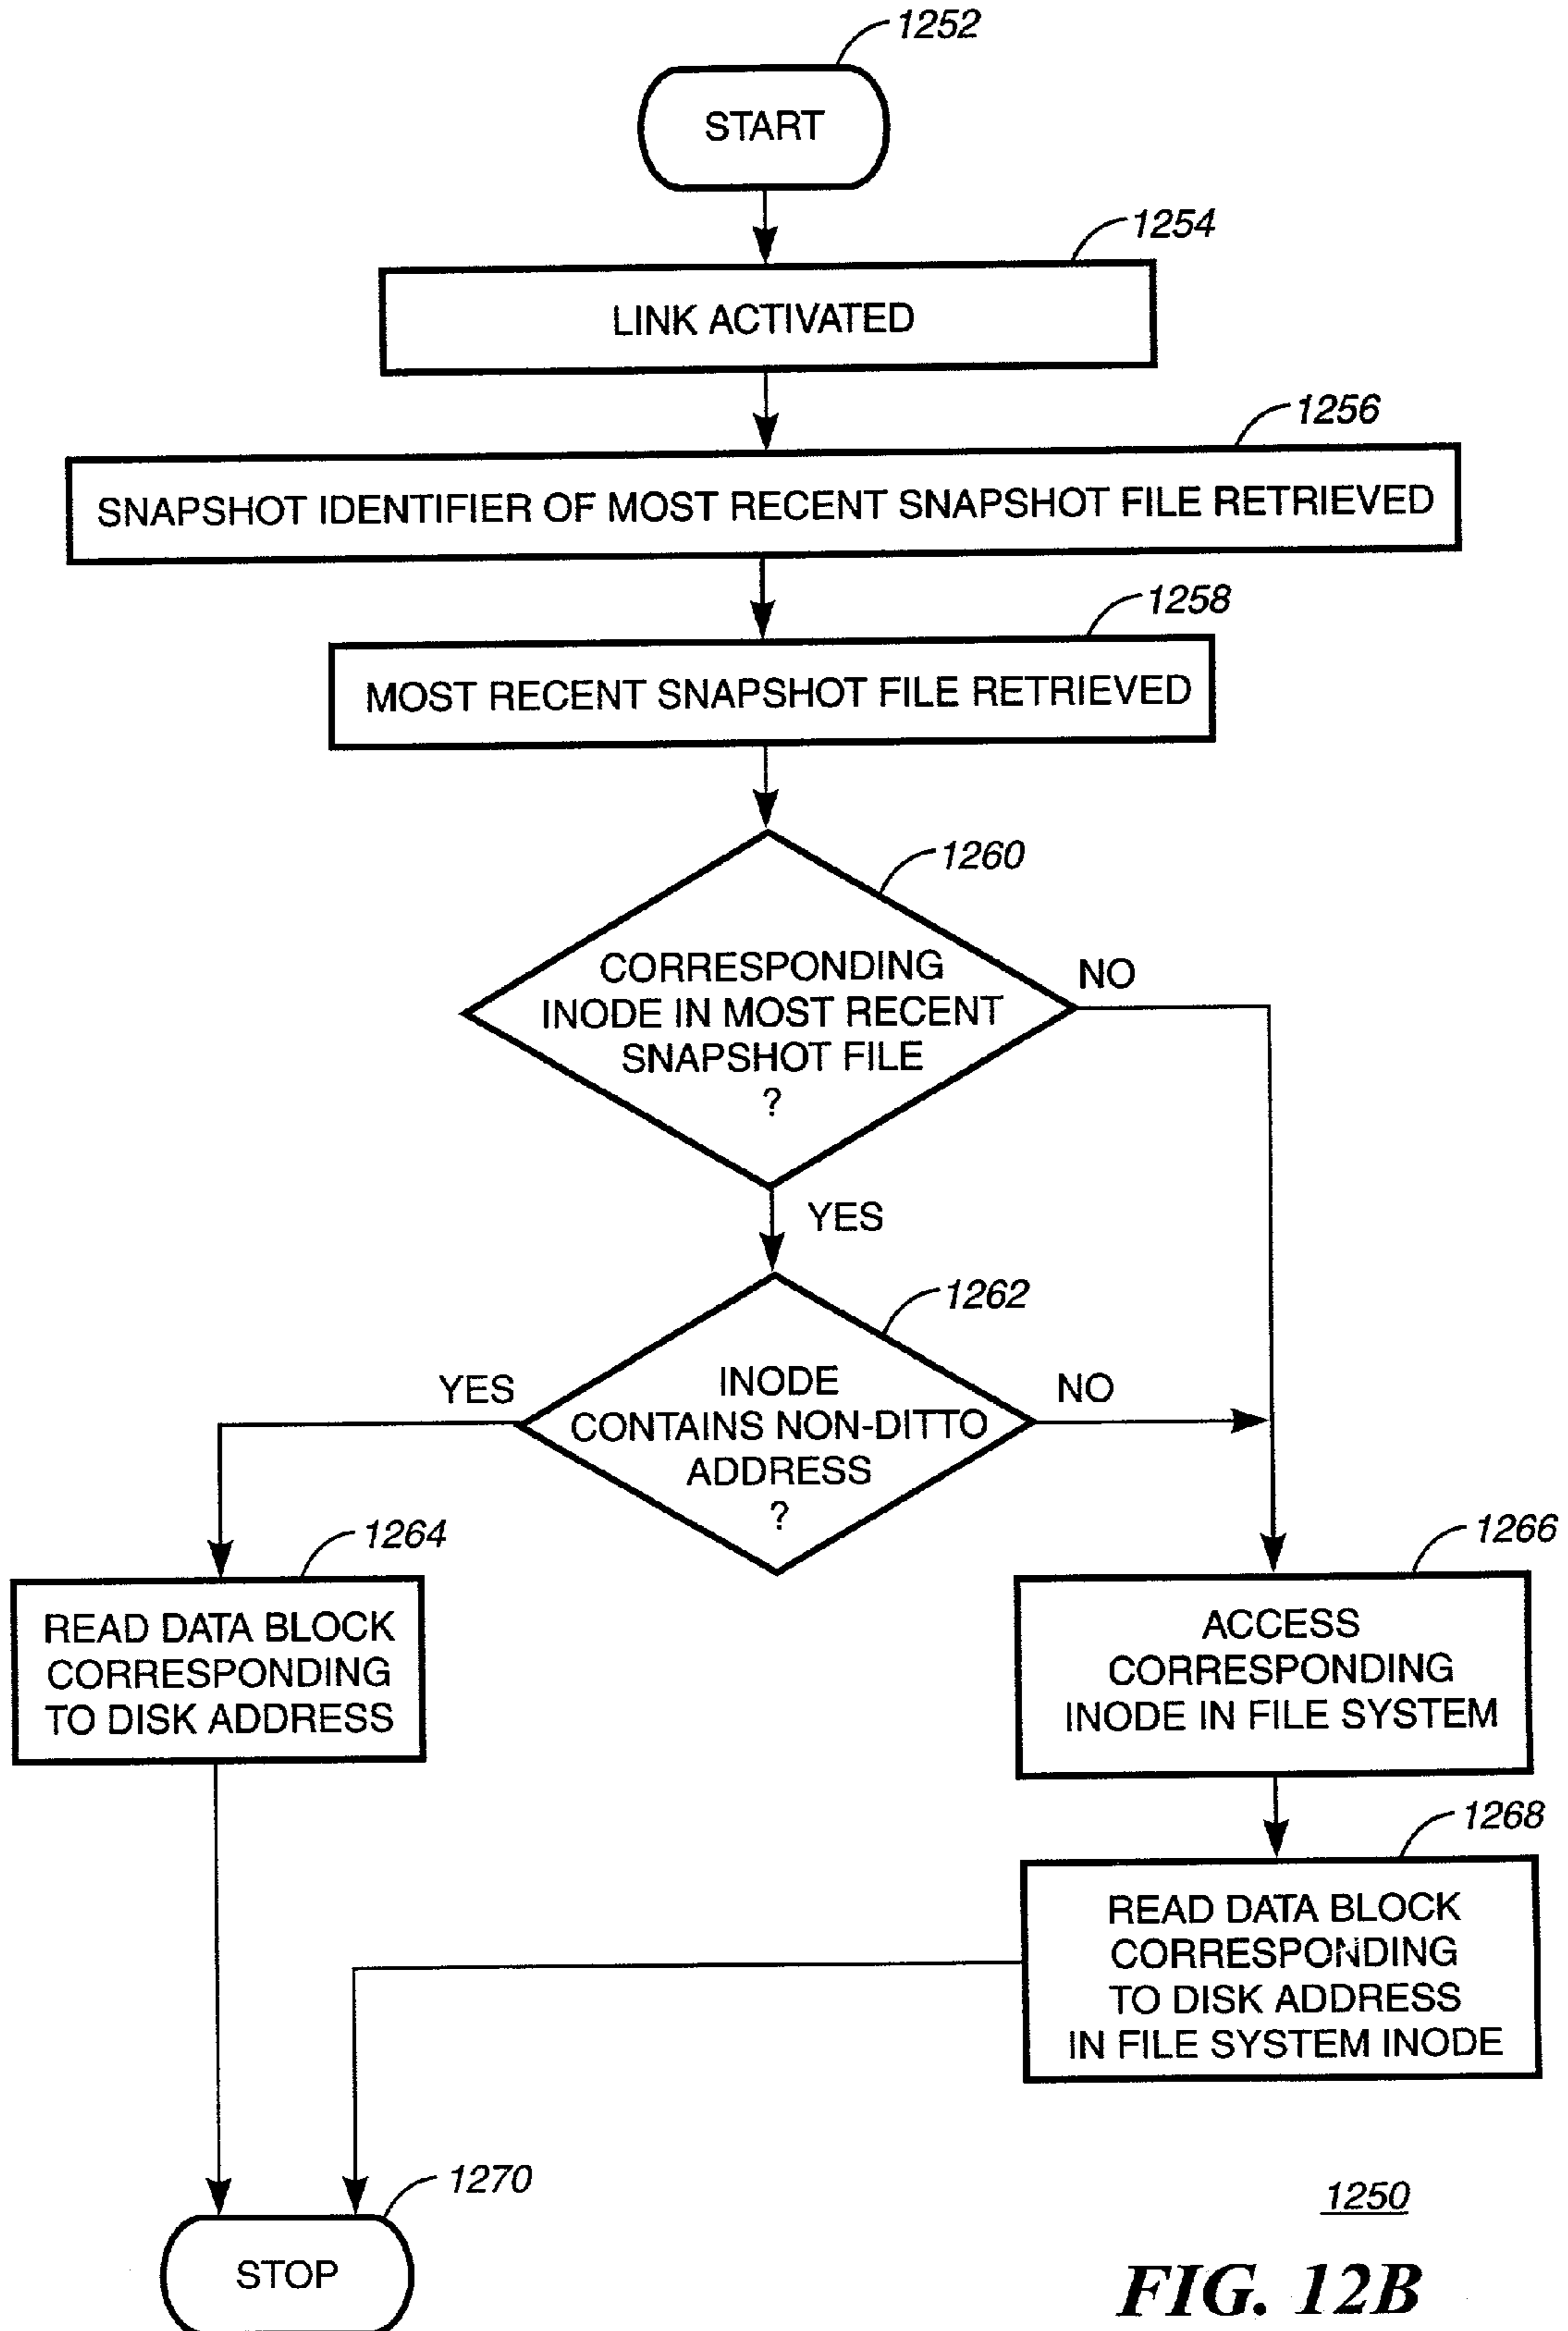 1252
START
1254
LINK ACTIVATED
1256
SNAPSHOT IDENTIFIER OF MOST RECENT SNAPSHOT FILE RETRIEVED
1258
MOST RECENT SNAPSHOT FILE RETRIEVED
1260
CORRESPONDING
INODE IN MOST RECENT
SNAPSHOT FILE
?
NO
YES
1262
INODE
CONTAINS NON-DITTO
ADDRESS
?
YES
NO
1264
READ DATA BLOCK
CORRESPONDING
TO DISK ADDRESS
1266
ACCESS
CORRESPONDING
INODE IN FILE SYSTEM
1268
READ DATA BLOCK
CORRESPONDING
TO DISK ADDRESS
IN FILE SYSTEM INODE
1270
STOP
1250
FIG. 12B